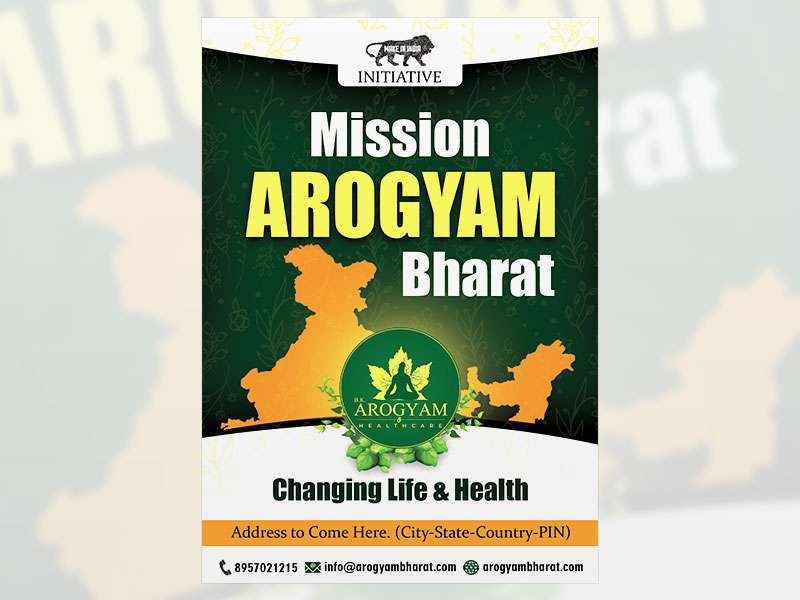 MAKE IN INDIA
INITIATIVE
Mission
AROGYAM
Bharat
B.K.
AROGYAM
HEALTHCARE
Changing Life & Health
Address to Come Here. (City-State-Country-PIN)
8957021215 info@arogyambharat.com arogyambharat.com